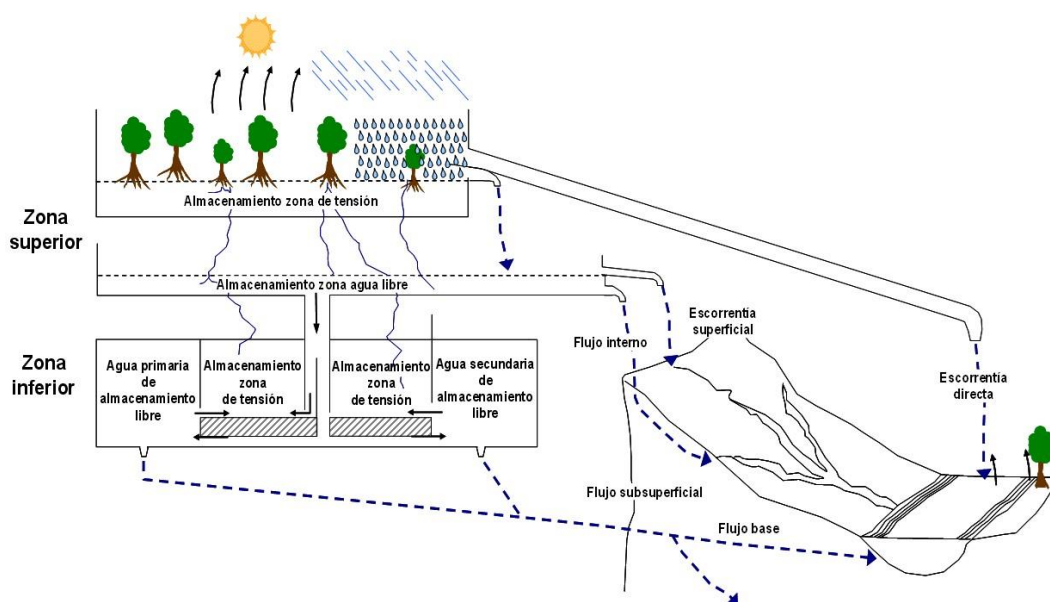 Almacenamiento zona de tensión
Zona
superior
Almacenamiento zona agua libre
Escorrentía
superficial
Flujo interno
Zona
inferior
Agua primaria
de
almacenamiento
libre
Almacenamiento
zona
de tensión
Almacenamiento
zona
de tensión
Agua secundaria
de
almacenamiento
libre
Escorrentía
directa
Flujo subsuperficial
Flujo base